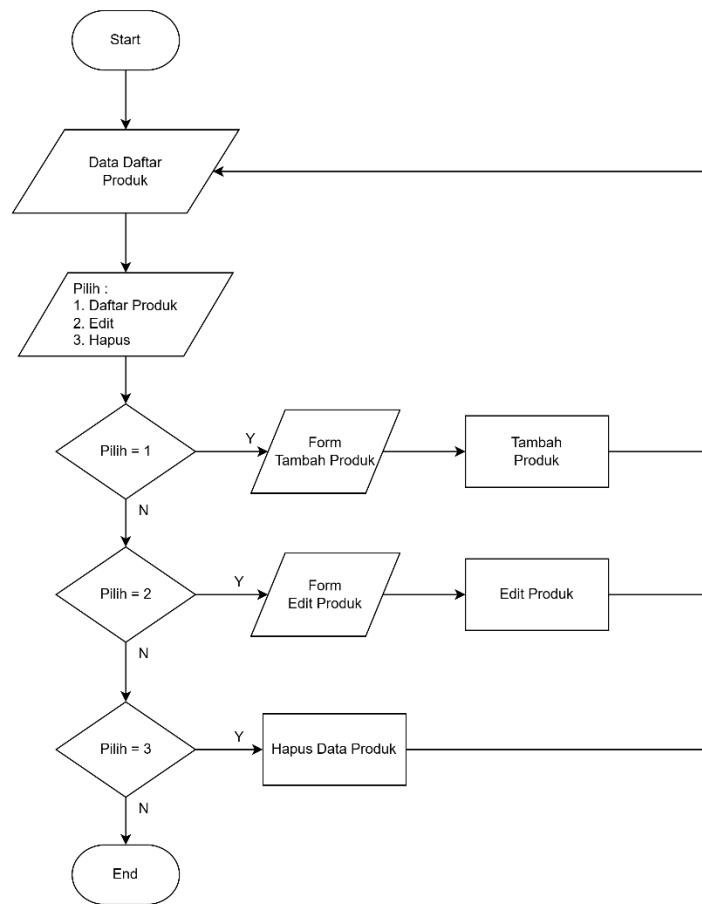 Start
Data Daftar
Produk
Pilih :
1. Daftar Produk
2. Edit
3. Hapus
Pilih = 1
Y
Form
Tambah Produk
Tambah
Produk
N
Pilih = 2
Y
Form
Edit Produk
Edit Produk
N
Pilih = 3
Y
Hapus Data Produk
N
End